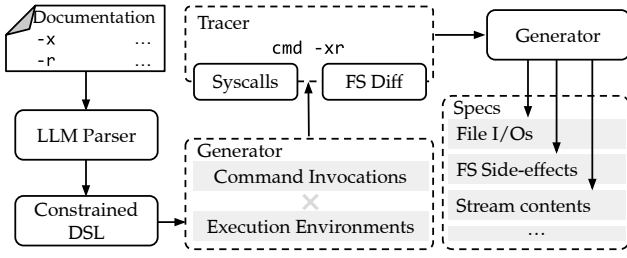 Documentation
-x ...
-r ...
LLM Parser
Constrained
DSL
Tracer
cmd -xr
Syscalls
FS Diff
Generator
Command Invocations
×
Execution Environments
Generator
Specs
File I/Os
FS Side-effects
Stream contents
...